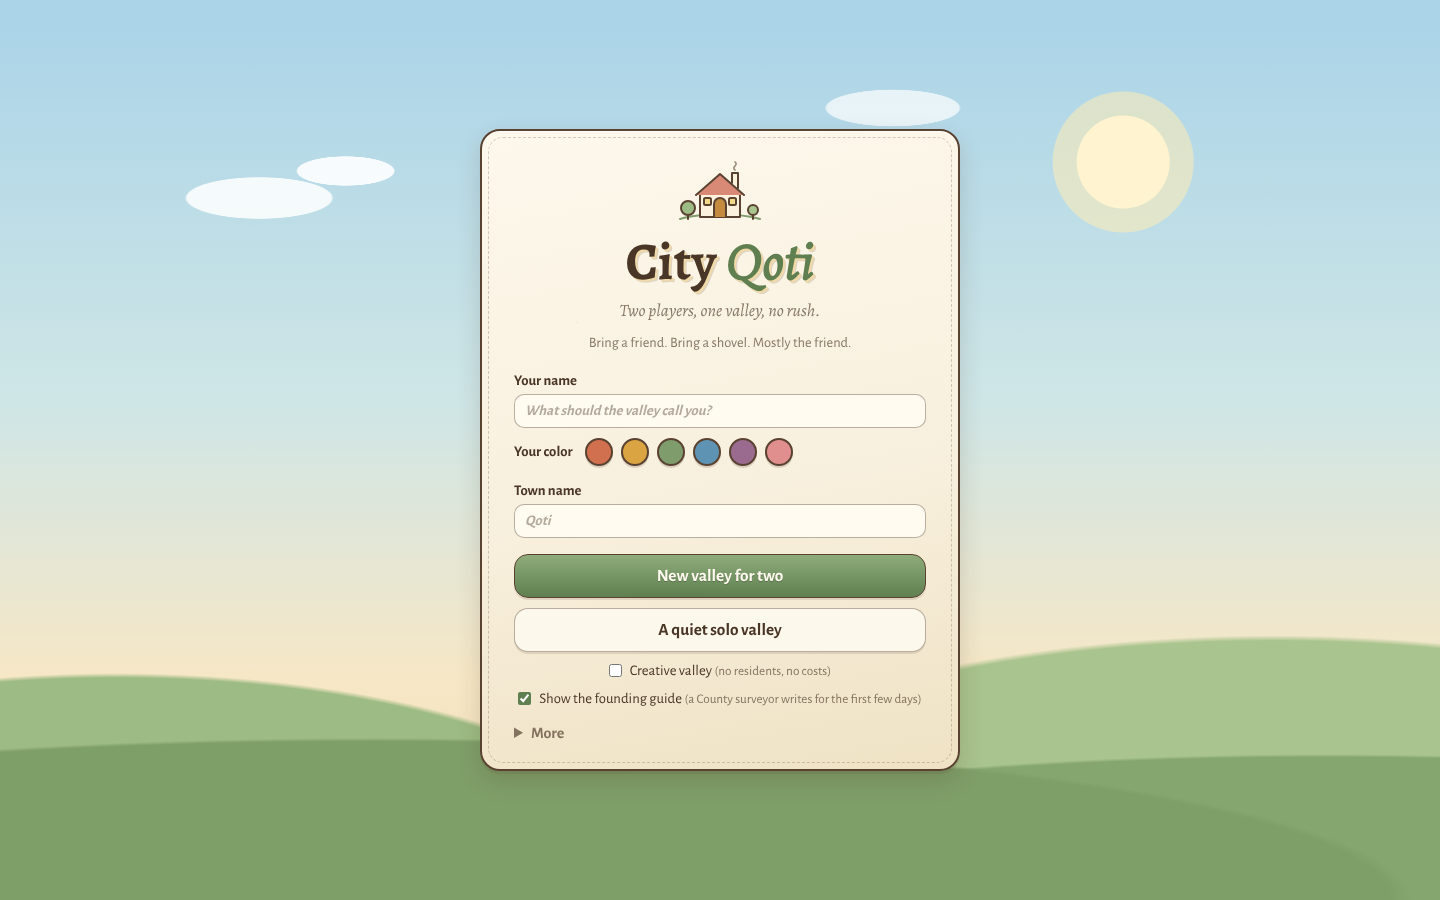 City Qoti
Two players, one valley, no rush.
Bring a friend. Bring a shovel. Mostly the friend.
Your name
What should the valley call you?
Your color
Town name
Qoti
New valley for two
A quiet solo valley
Creative valley (no residents, no costs)
Show the founding guide (a County surveyor writes for the first few days)
More